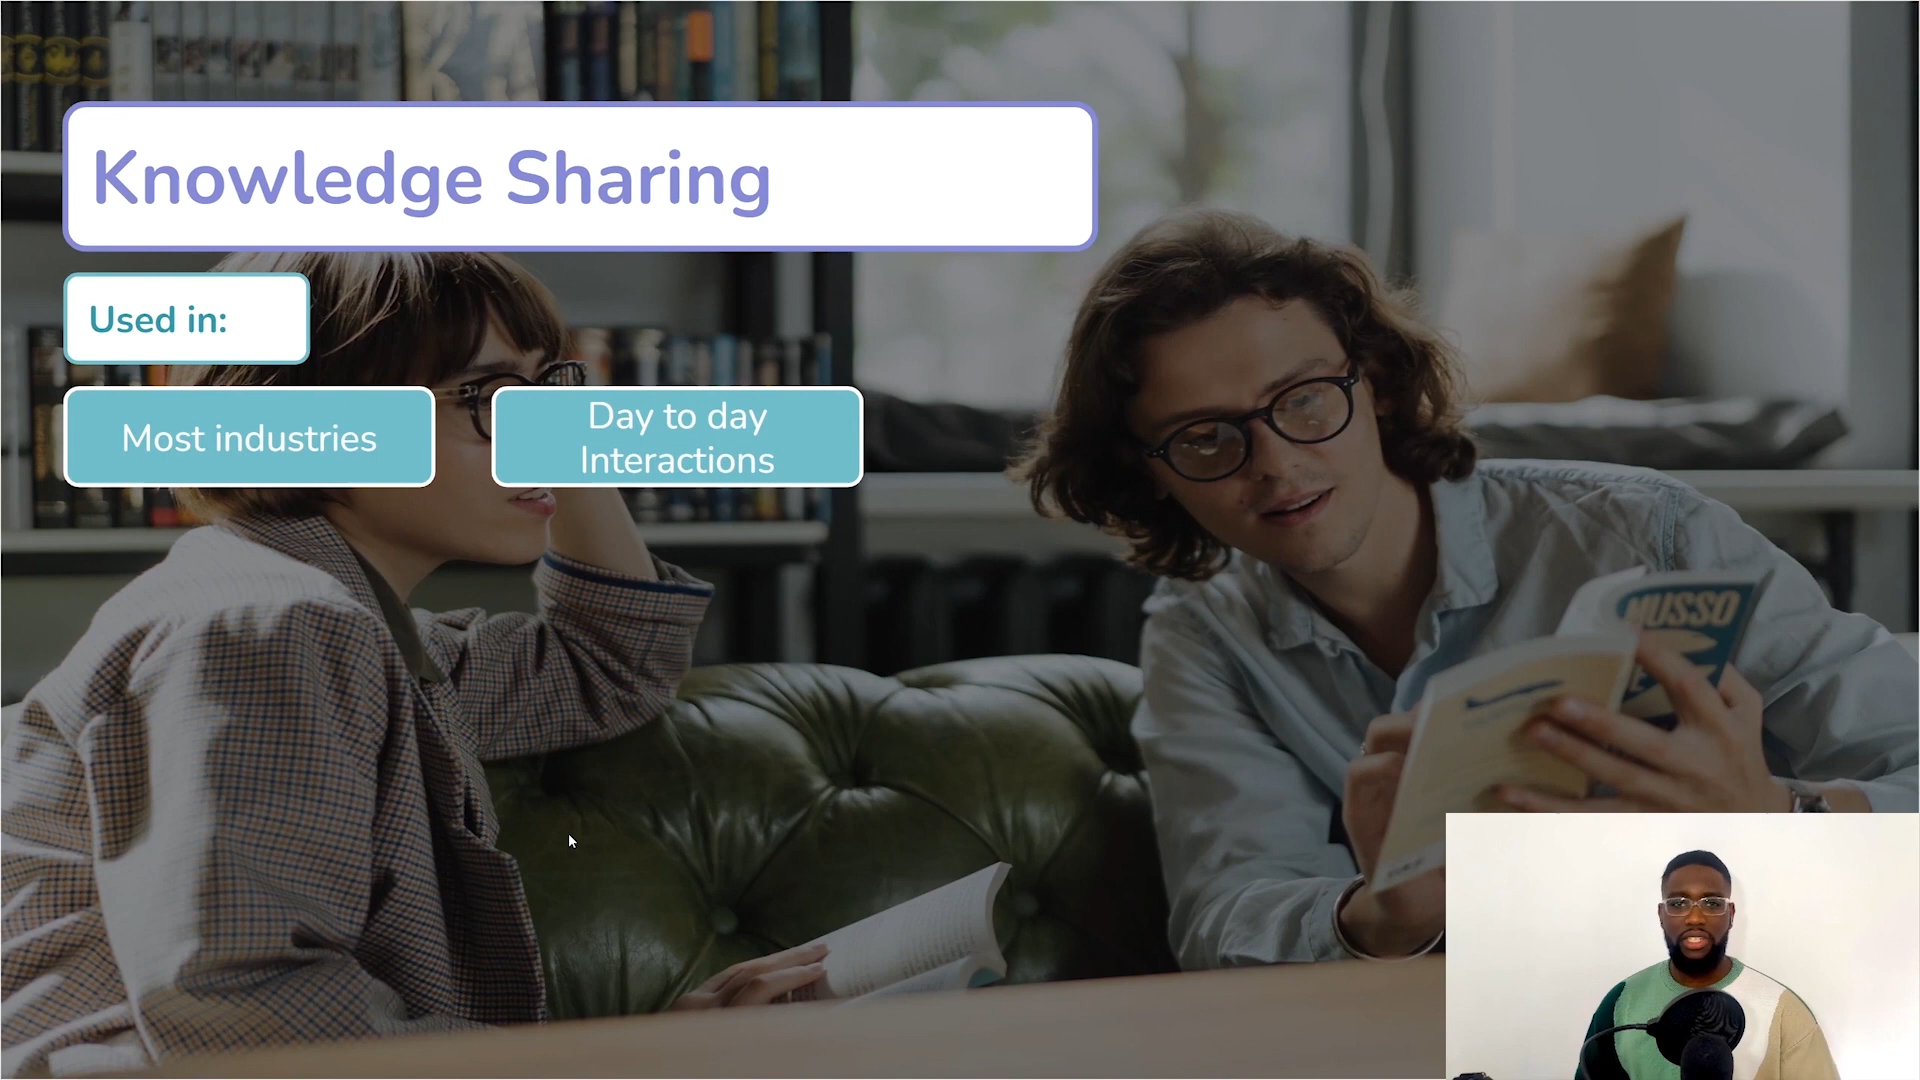 Knowledge Sharing
Used in:
Most industries
Day to day
Interactions
MUSSO